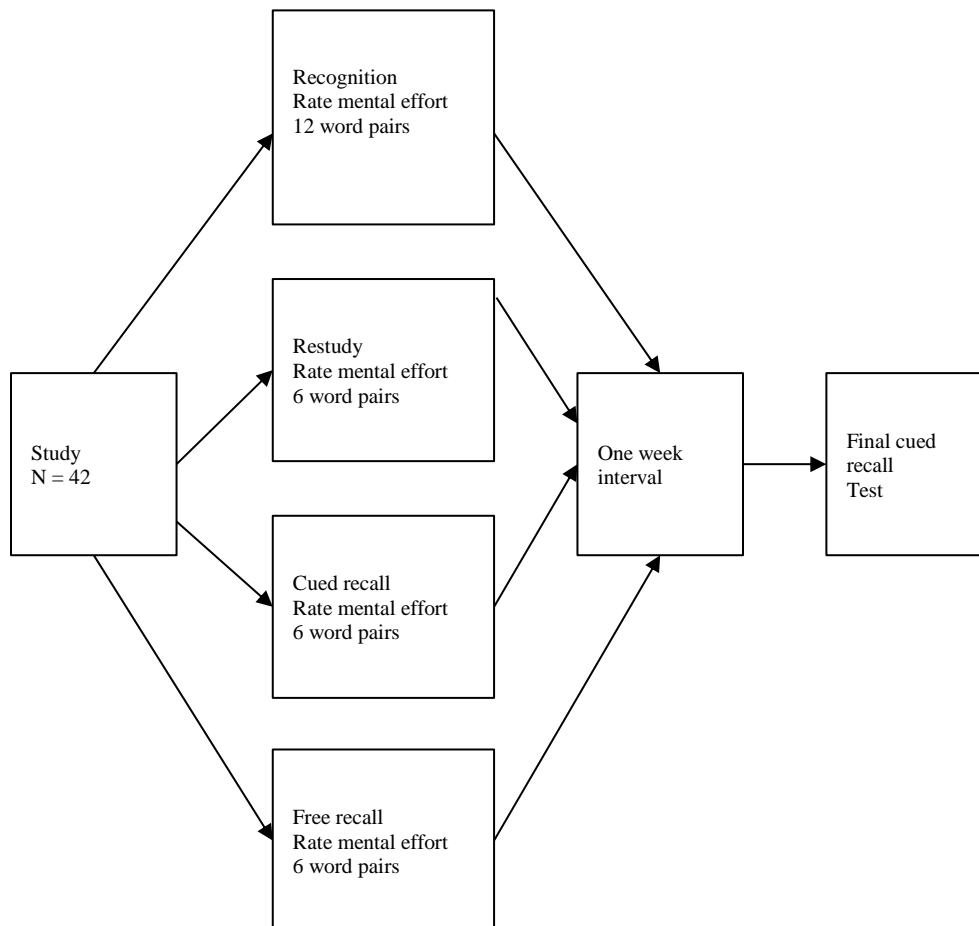 Recognition
Rate mental effort
12 word pairs
Restudy
Rate mental effort
6 word pairs
Study
N = 42
One week
interval
Final cued
recall
Test
Cued recall
Rate mental effort
6 word pairs
Free recall
Rate mental effort
6 word pairs